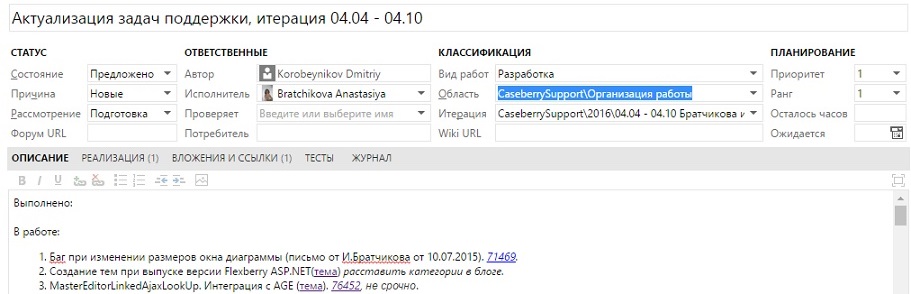 Актуализация задач поддержки, итерация 04.04 - 04.10
СТАТУС ОТВЕТСТВЕННЫЕ КЛАССИФИКАЦИЯ ПЛАНИРОВАНИЕ
Состояние Предложено Автор Korobeynikov Dmitriy Вид работ Разработка Приоритет 1
Причина Новые Исполнитель Bratchikova Anastasiya Область CaseberrySupport\Организация работы Ранг 1
Рассмотрение Подготовка Проверяет Введите или выберите имя Итерация CaseberrySupport\2016\04.04 - 04.10 Братчикова и Осталось часов
Форум URL Потребитель Wiki URL Ожидается
ОПИСАНИЕ РЕАЛИЗАЦИЯ (1) ВЛОЖЕНИЯ И ССЫЛКИ (1) ТЕСТЫ ЖУРНАЛ
B I U
Выполнено:
В работе:
1. Баг при изменении размеров окна диаграммы (письмо от И.Братчикова от 10.07.2015). 71469.
2. Создание тем при выпуске версии Flexberry ASP.NET(тема) расставить категории в блоге.
3. MasterEditorLinkedAjaxLookUp. Интеграция с AGE (тема). 76452, не срочно.